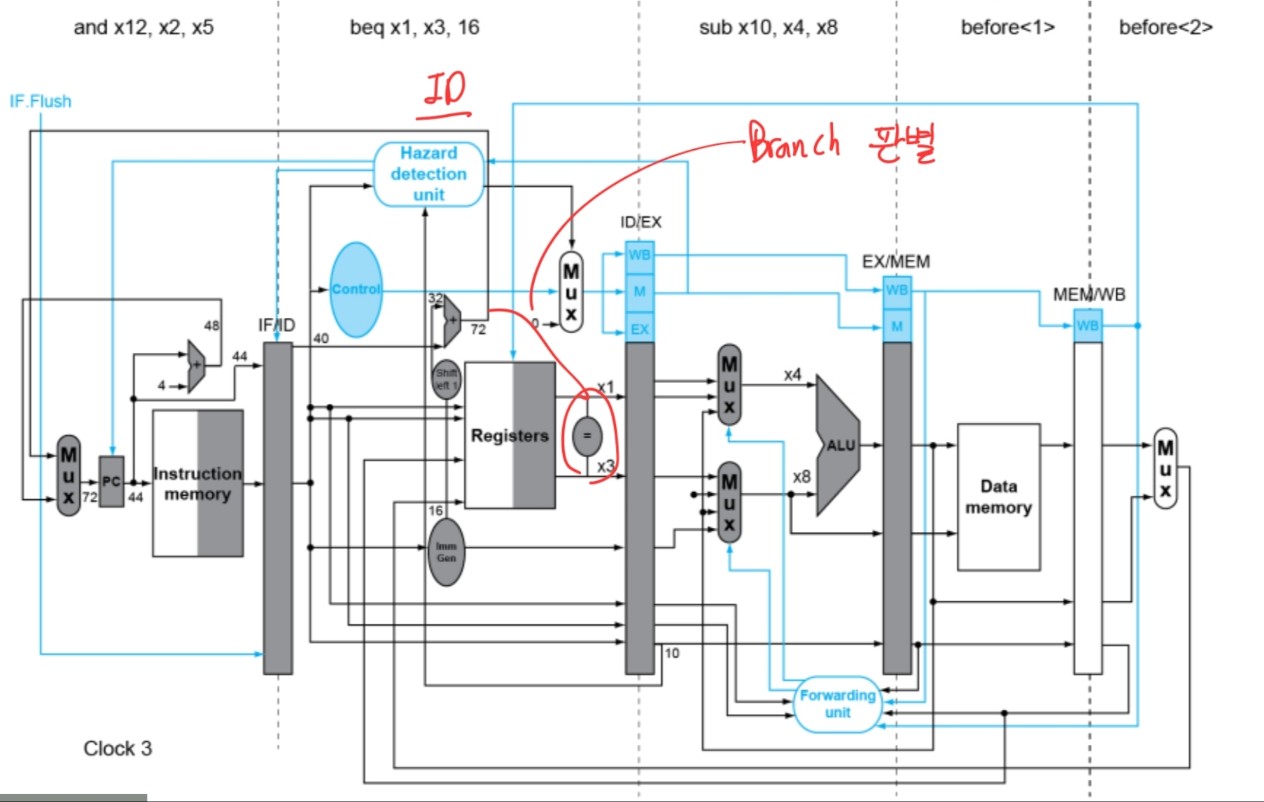 and x12, x2, x5
beq x1, x3, 16
sub x10, x4, x8
before<1>
before<2>
IF.Flush
ID
Branch 판별
Hazard
detection
unit
ID/EX
WB
M
EX
EX/MEM
WB
M
MEM/WB
WB
Control
Mux
0
IF/ID
40
32
+
72
48
44
+
4
Shift
left 1
x1
=
x3
Registers
Mux
x4
ALU
Mux
x8
Mux
72
PC
44
Instruction
memory
16
Imm
Gen
Data
memory
Mux
10
Forwarding
unit
Clock 3